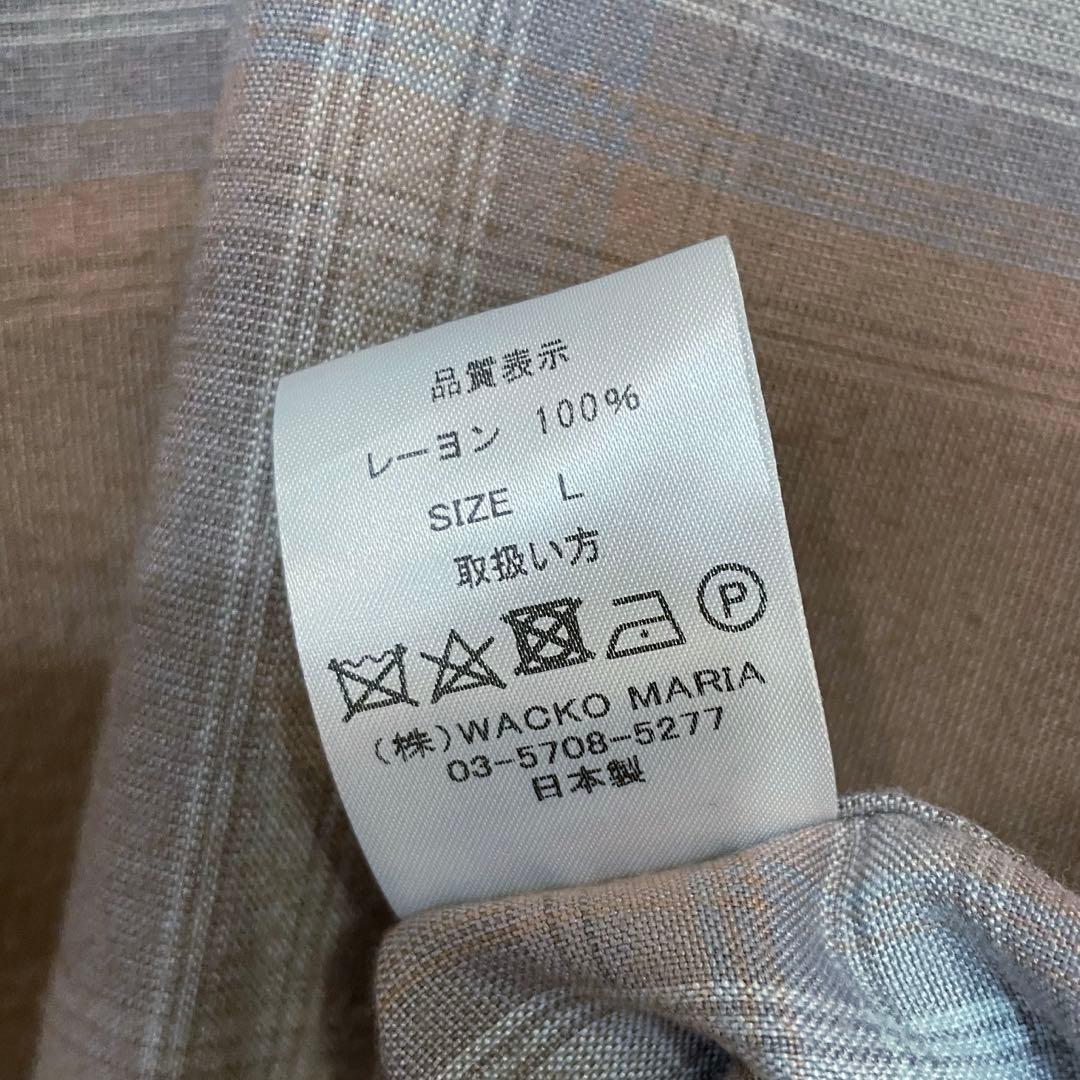 品質表示
レーヨン 100%
SIZE L
取扱い方
P
(株)WACKO MARIA
03-5708-5277
日本製